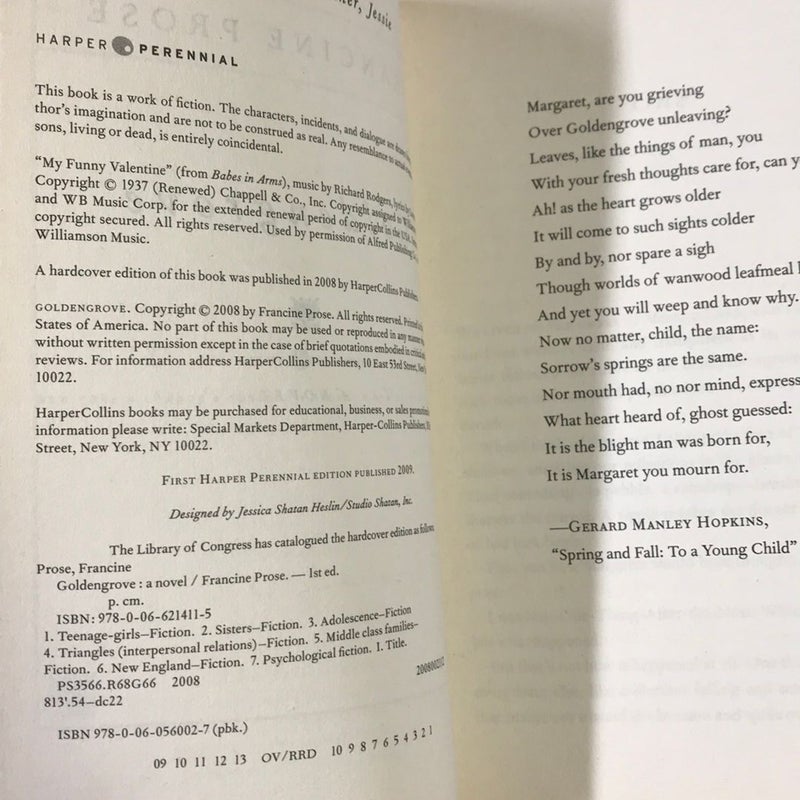 Jessie
HARPER PERENNIAL
This book is a work of fiction. The characters, incidents, and dialogue are
thor's imagination and are not to be construed as real. Any resemblance to actual
sons, living or dead, is entirely coincidental.
"My Funny Valentine" (from Babes in Arms), music by Richard Rodgers, lyrics by
Copyright © 1937 (Renewed) Chappell & Co., Inc. Copyright assigned to
and WB Music Corp. for the extended renewal period of copyright in the USA.
copyright secured. All rights reserved. Used by permission of Alfred Publishing
Williamson Music.
A hardcover edition of this book was published in 2008 by HarperCollins Publishers.
GOLDENGROVE. Copyright © 2008 by Francine Prose. All rights reserved.
States of America. No part of this book may be used or reproduced in any manner
without written permission except in the case of brief quotations embodied in critical
reviews. For information address HarperCollins Publishers, 10 East 53rd Street,
10022.
HarperCollins books may be purchased for educational, business, or sales
information please write: Special Markets Department, Harper-Collins Publishers,
Street, New York, NY 10022.
FIRST HARPER PERENNIAL EDITION PUBLISHED 2009.
Designed by Jessica Shatan Heslin/Studio Shatan, Inc.
The Library of Congress has catalogued the hardcover edition as follows
Prose, Francine
Goldengrove : a novel / Francine Prose. — 1st ed.
p. cm.
ISBN: 978-0-06-621411-5
1. Teenage-girls—Fiction. 2. Sisters—Fiction. 3. Adolescence—Fiction
4. Triangles (interpersonal relations)—Fiction. 5. Middle class families—
Fiction. 6. New England—Fiction. 7. Psychological fiction. I. Title.
PS3566.R68G66 2008
813'.54—dc22
ISBN 978-0-06-056002-7 (pbk.)
09 10 11 12 13 OV/RRD 10 9 8 7 6 5 4 3 2 1
Margaret, are you grieving
Over Goldengrove unleaving?
Leaves, like the things of man, you
With your fresh thoughts care for, can y
Ah! as the heart grows older
It will come to such sights colder
By and by, nor spare a sigh
Though worlds of wanwood leafmeal l
And yet you will weep and know why.
Now no matter, child, the name:
Sorrow's springs are the same.
Nor mouth had, no nor mind, express
What heart heard of, ghost guessed:
It is the blight man was born for,
It is Margaret you mourn for.
—GERARD MANLEY HOPKINS,
"Spring and Fall: To a Young Child"